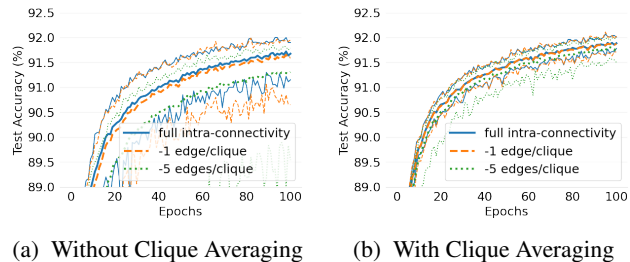 92.5
92.0
91.5
91.0
90.5
90.0
89.5
89.0
Test Accuracy (%)
0 20 40 60 80 100
Epochs
full intra-connectivity
-1 edge/clique
-5 edges/clique
(a) Without Clique Averaging
92.5
92.0
91.5
91.0
90.5
90.0
89.5
89.0
Test Accuracy (%)
0 20 40 60 80 100
Epochs
full intra-connectivity
-1 edge/clique
-5 edges/clique
(b) With Clique Averaging